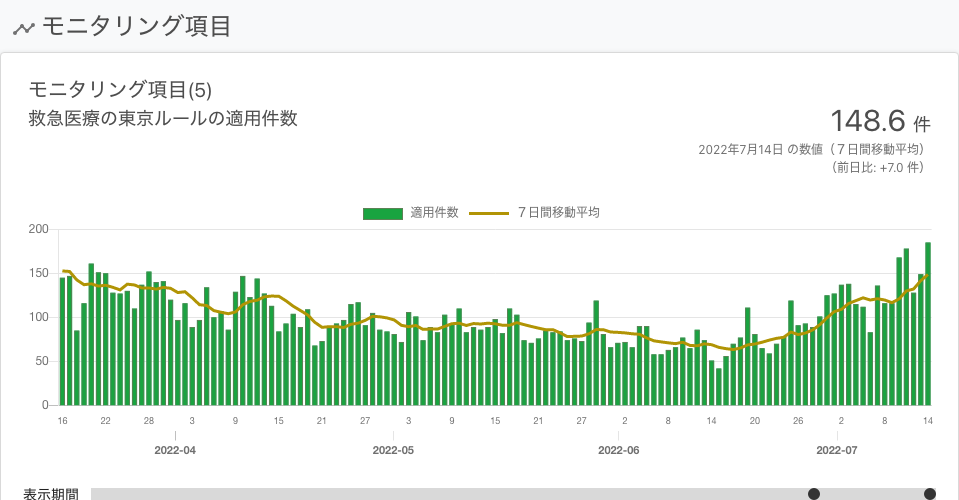 モニタリング項目
モニタリング項目(5)
救急医療の東京ルールの適用件数
148.6 件
2022年7月14日 の数値（７日間移動平均）
（前日比: +7.0 件）
適用件数 ７日間移動平均
200
150
100
50
0
16 22 28 3 9 15 21 27 3 9 15 21 27 2 8 14 20 26 2 8 14
2022-04 2022-05 2022-06 2022-07
表示期間